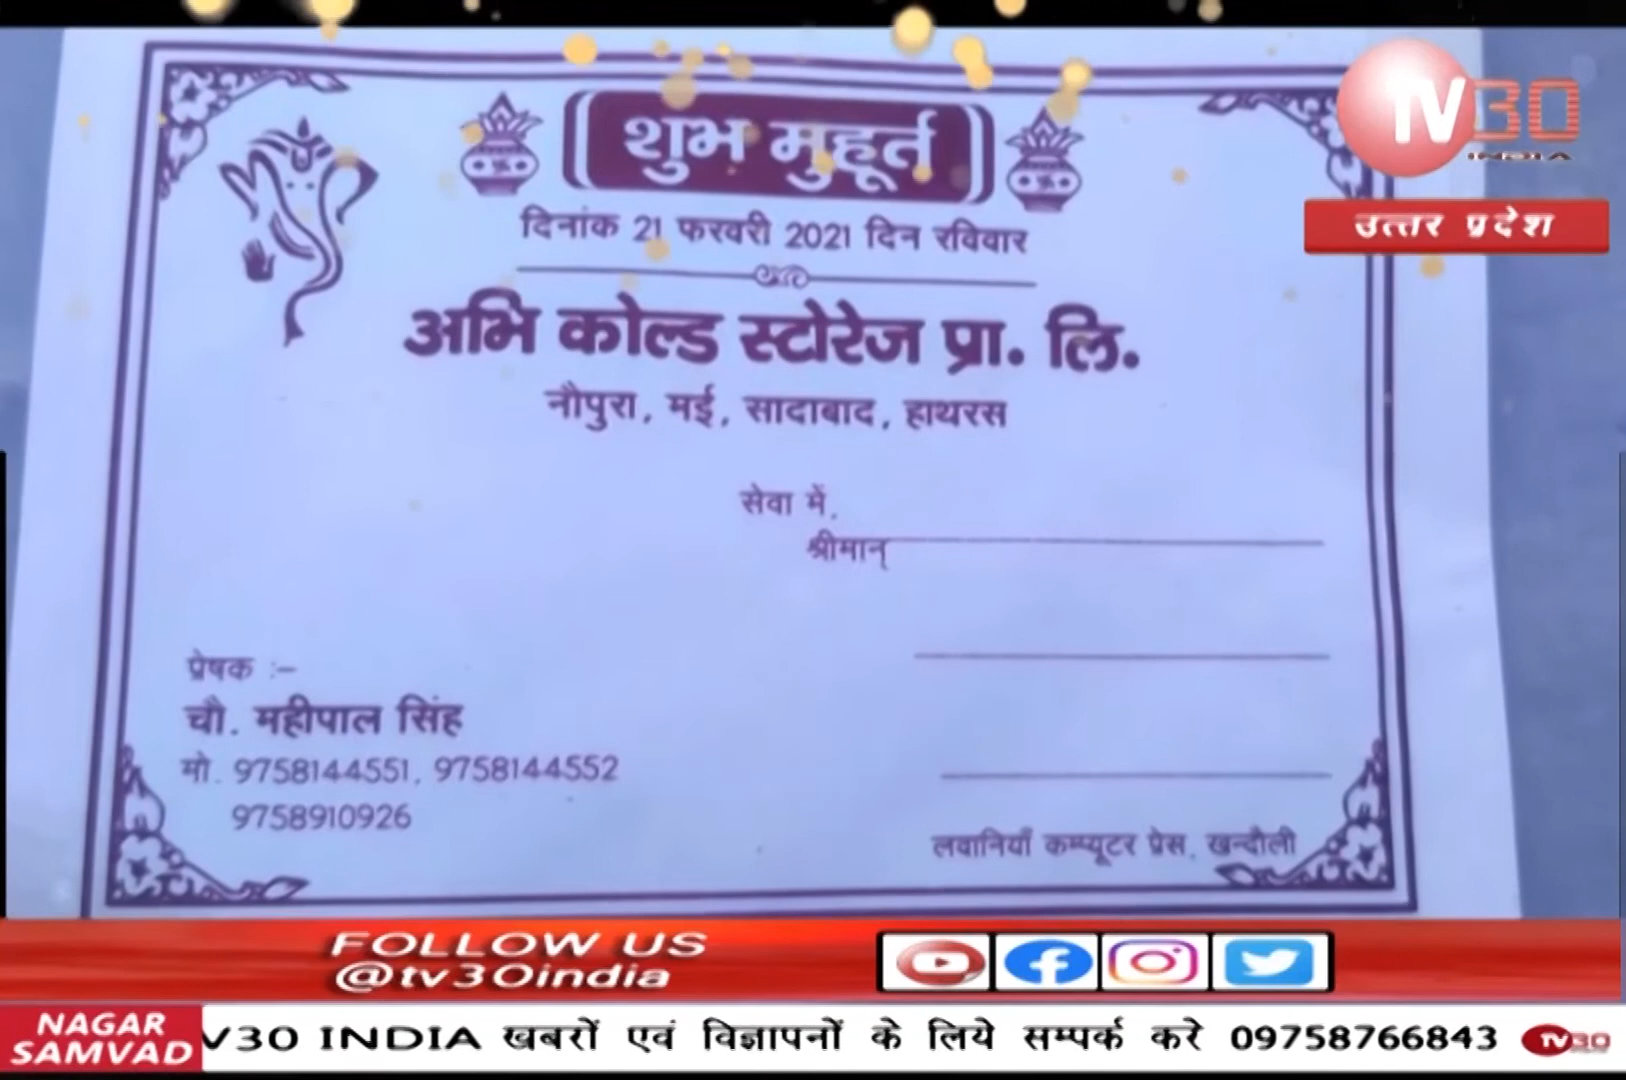 शुभ मुहूर्त
TV30
INDIA
उत्तर प्रदेश
दिनांक 21 फरवरी 2021 दिन रविवार
अभि कोल्ड स्टोरेज प्रा. लि.
नौपुरा, मई, सादाबाद, हाथरस
सेवा में,
श्रीमान्
प्रेषक :-
चौ. महीपाल सिंह
मो. 9758144551, 9758144552
9758910926
लवानियाँ कम्प्यूटर प्रेस, खन्दौली
FOLLOW US
@tv30india
NAGAR
SAMVAD
V30 INDIA खबरों एवं विज्ञापनों के लिये सम्पर्क करे 09758766843
TV30